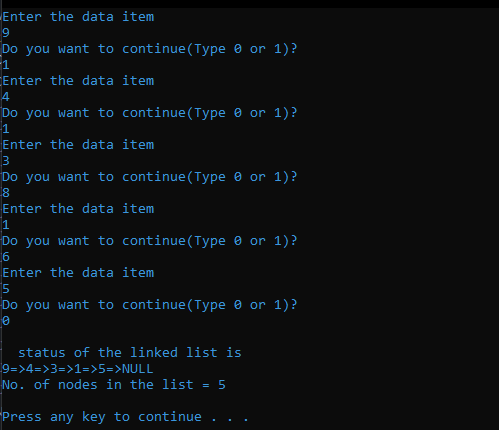 Enter the data item
9
Do you want to continue(Type 0 or 1)?
1
Enter the data item
4
Do you want to continue(Type 0 or 1)?
1
Enter the data item
3
Do you want to continue(Type 0 or 1)?
8
Enter the data item
1
Do you want to continue(Type 0 or 1)?
6
Enter the data item
5
Do you want to continue(Type 0 or 1)?
0
status of the linked list is
9=>4=>3=>1=>5=>NULL
No. of nodes in the list = 5
Press any key to continue . . .